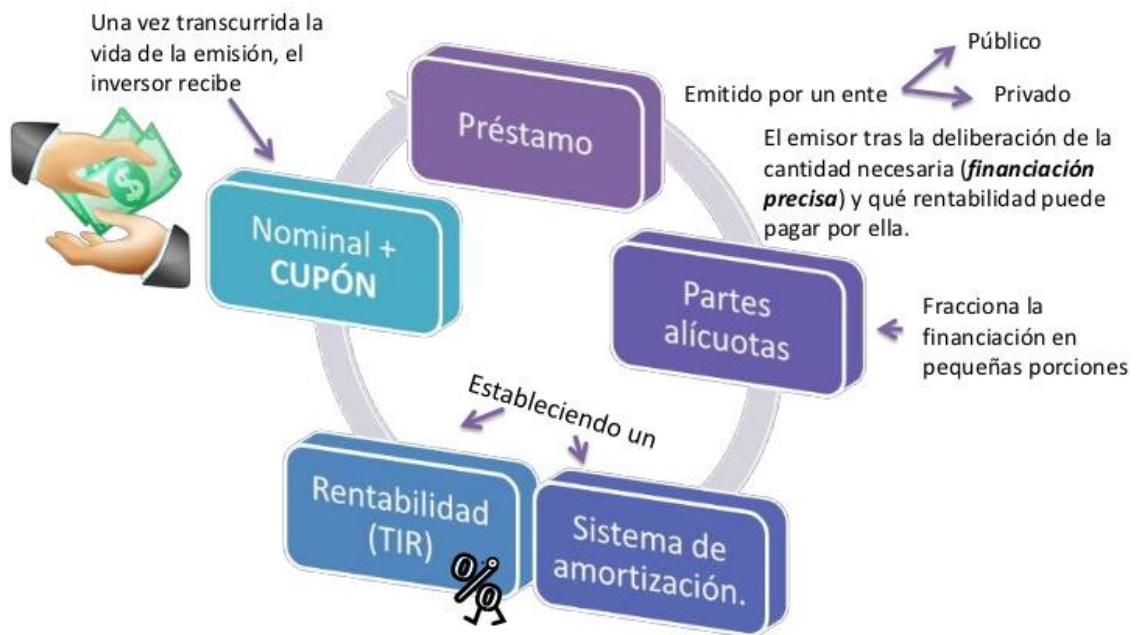 Una vez transcurrida la
vida de la emisión, el
inversor recibe
Préstamo
Emitido por un ente
Público
Privado
El emisor tras la deliberación de la
cantidad necesaria (financiación
precisa) y qué rentabilidad puede
pagar por ella.
Nominal +
CUPÓN
Partes
alícuotas
Fracciona la
financiación en
pequeñas porciones
Estableciendo un
Rentabilidad
(TIR)
%
Sistema de
amortización.
$